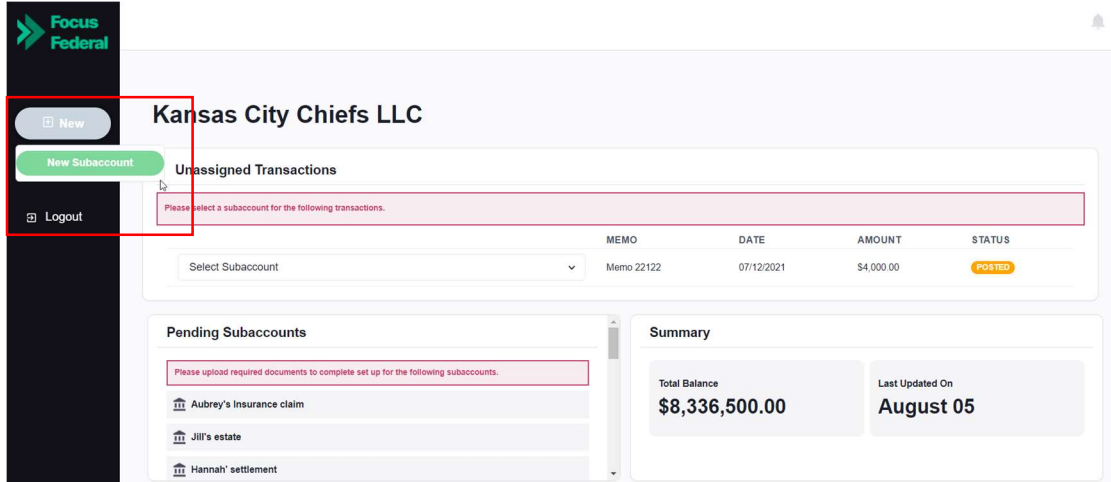 Focus
Federal
New
New Subaccount
Logout
Kansas City Chiefs LLC
Unassigned Transactions
Please select a subaccount for the following transactions.
MEMO DATE AMOUNT STATUS
Select Subaccount Memo 22122 07/12/2021 $4,000.00 POSTED
Pending Subaccounts
Please upload required documents to complete set up for the following subaccounts.
Aubrey's Insurance claim
Jill's estate
Hannah' settlement
Summary
Total Balance
$8,336,500.00
Last Updated On
August 05